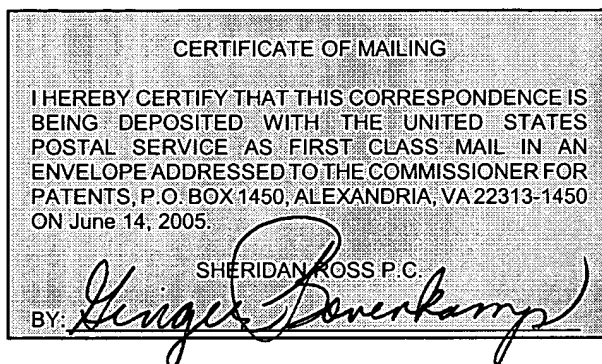 CERTIFICATE OF MAILING
I HEREBY CERTIFY THAT THIS CORRESPONDENCE IS
BEING DEPOSITED WITH THE UNITED STATES
POSTAL SERVICE AS FIRST CLASS MAIL IN AN
ENVELOPE ADDRESSED TO THE COMMISSIONER FOR
PATENTS, P.O. BOX 1450, ALEXANDRIA, VA 22313-1450
ON June 14, 2005.
SHERIDAN ROSS P.C.
BY: Ginger Bovenkamp